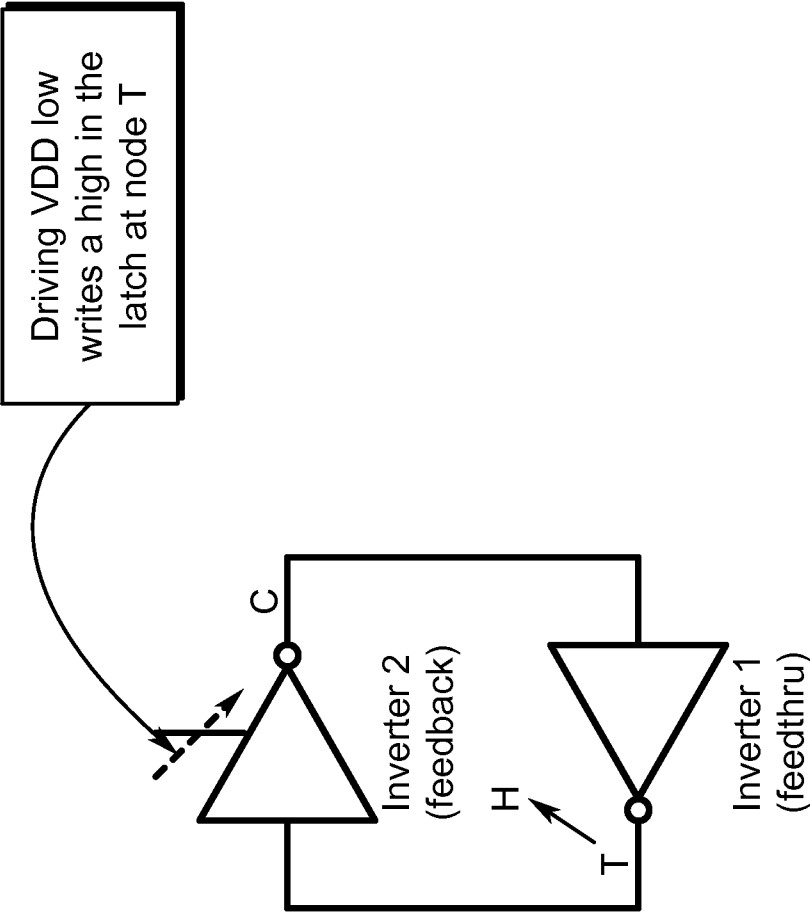 Driving VDD low
writes a high in the
latch at node T
C
Inverter 2
(feedback)
H
T
Inverter 1
(feedthru)